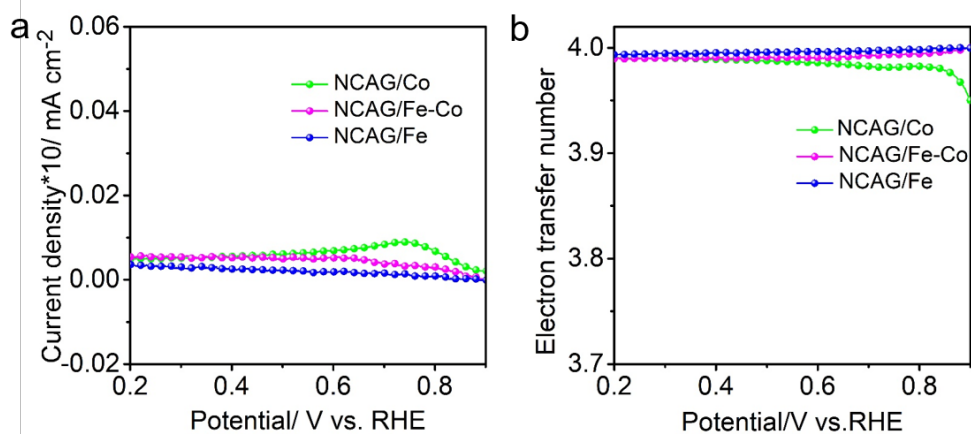 a
0.06
0.04
0.02
0.00
-0.02
Current density*10/ mA cm-2
NCAG/Co
NCAG/Fe-Co
NCAG/Fe
0.2
0.4
0.6
0.8
Potential/ V vs. RHE
b
4.0
3.9
3.8
3.7
Electron transfer number
NCAG/Co
NCAG/Fe-Co
NCAG/Fe
0.2
0.4
0.6
0.8
Potential/V vs.RHE